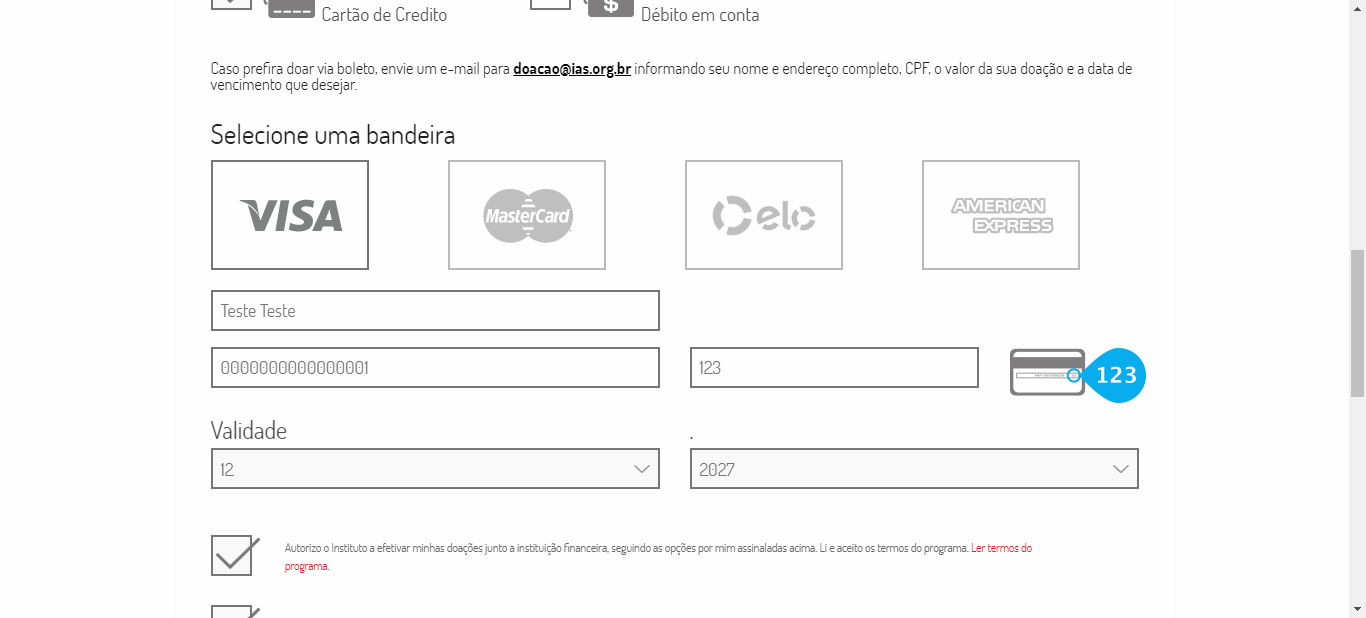 Cartão de Credito
$
Débito em conta
Caso prefira doar via boleto, envie um e-mail para doacao@ias.org.br informando seu nome e endereço completo, CPF, o valor da sua doação e a data de
vencimento que desejar.
Selecione uma bandeira
VISA
MasterCard
elo
AMERICAN
EXPRESS
Teste Teste
0000000000000001
123
123
Validade
.
12
2027
Autorizo o Instituto a efetivar minhas doações junto a instituição financeira, seguindo as opções por mim assinaladas acima. Li e aceito os termos do programa. Ler termos do
programa.